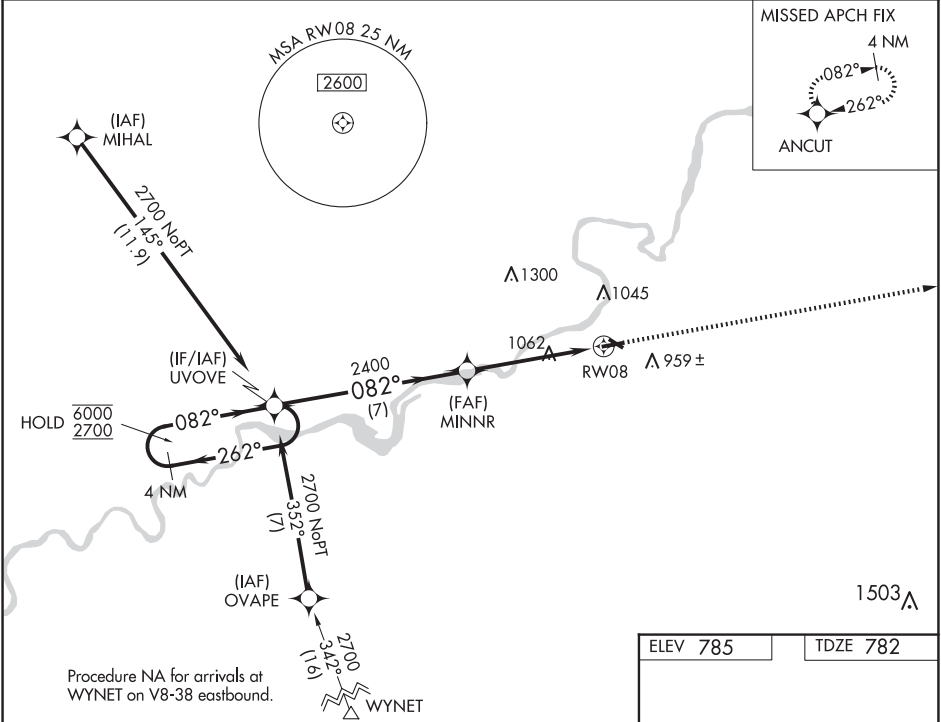 MISSED APCH FIX
4 NM
082°
262°
ANCUT
MSA RW08 25 NM
2600
(IAF)
MIHAL
2700 NoPT
145°
(11.9)
1300
1045
1062
959 ±
RW08
(IF/IAF)
UVOVE
2400
082°
(7)
(FAF)
MINNR
HOLD
6000
2700
082°
262°
4 NM
2700 NoPT
352°
(7)
(IAF)
OVAPE
2700
342°
(16)
WYNET
1503
Procedure NA for arrivals at
WYNET on V8-38 eastbound.
ELEV 785
TDZE 782